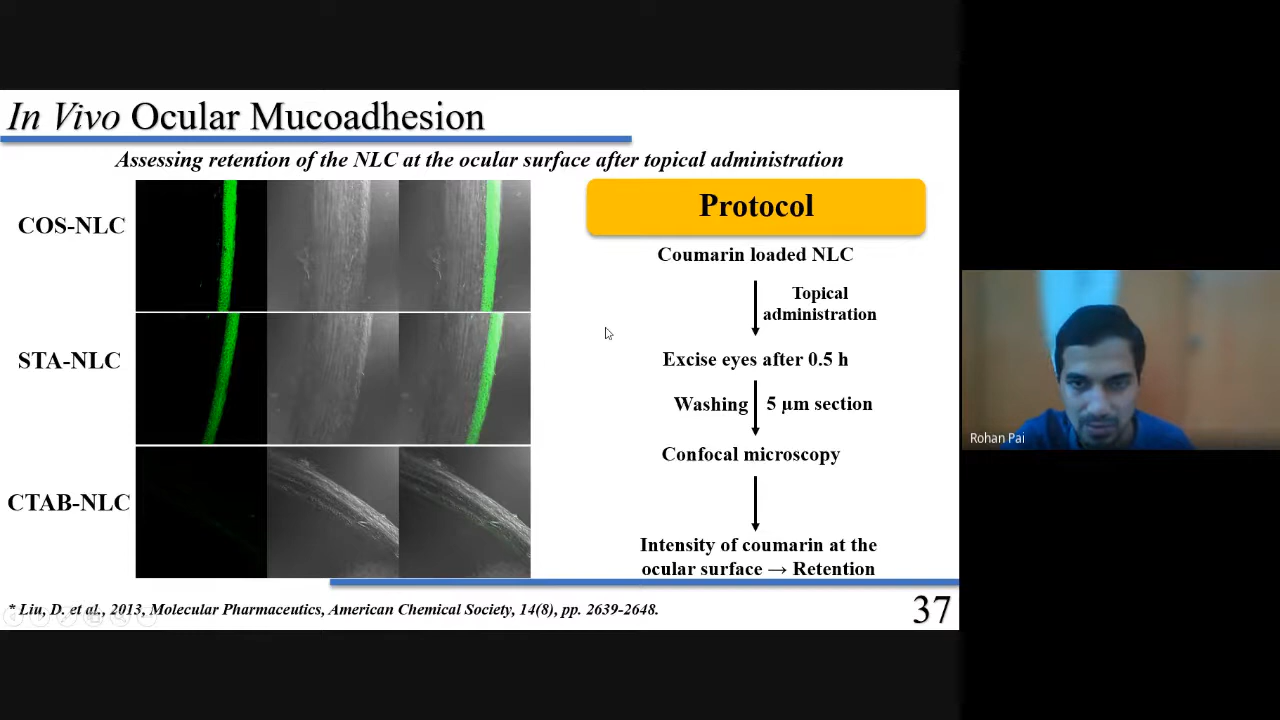 In Vivo Ocular Mucoadhesion
Assessing retention of the NLC at the ocular surface after topical administration
COS-NLC
STA-NLC
CTAB-NLC
Protocol
Coumarin loaded NLC
Topical
administration
Excise eyes after 0.5 h
Washing
5 µm section
Confocal microscopy
Intensity of coumarin at the
ocular surface → Retention
* Liu, D. et al., 2013, Molecular Pharmaceutics, American Chemical Society, 14(8), pp. 2639-2648.
37
Rohan Pai